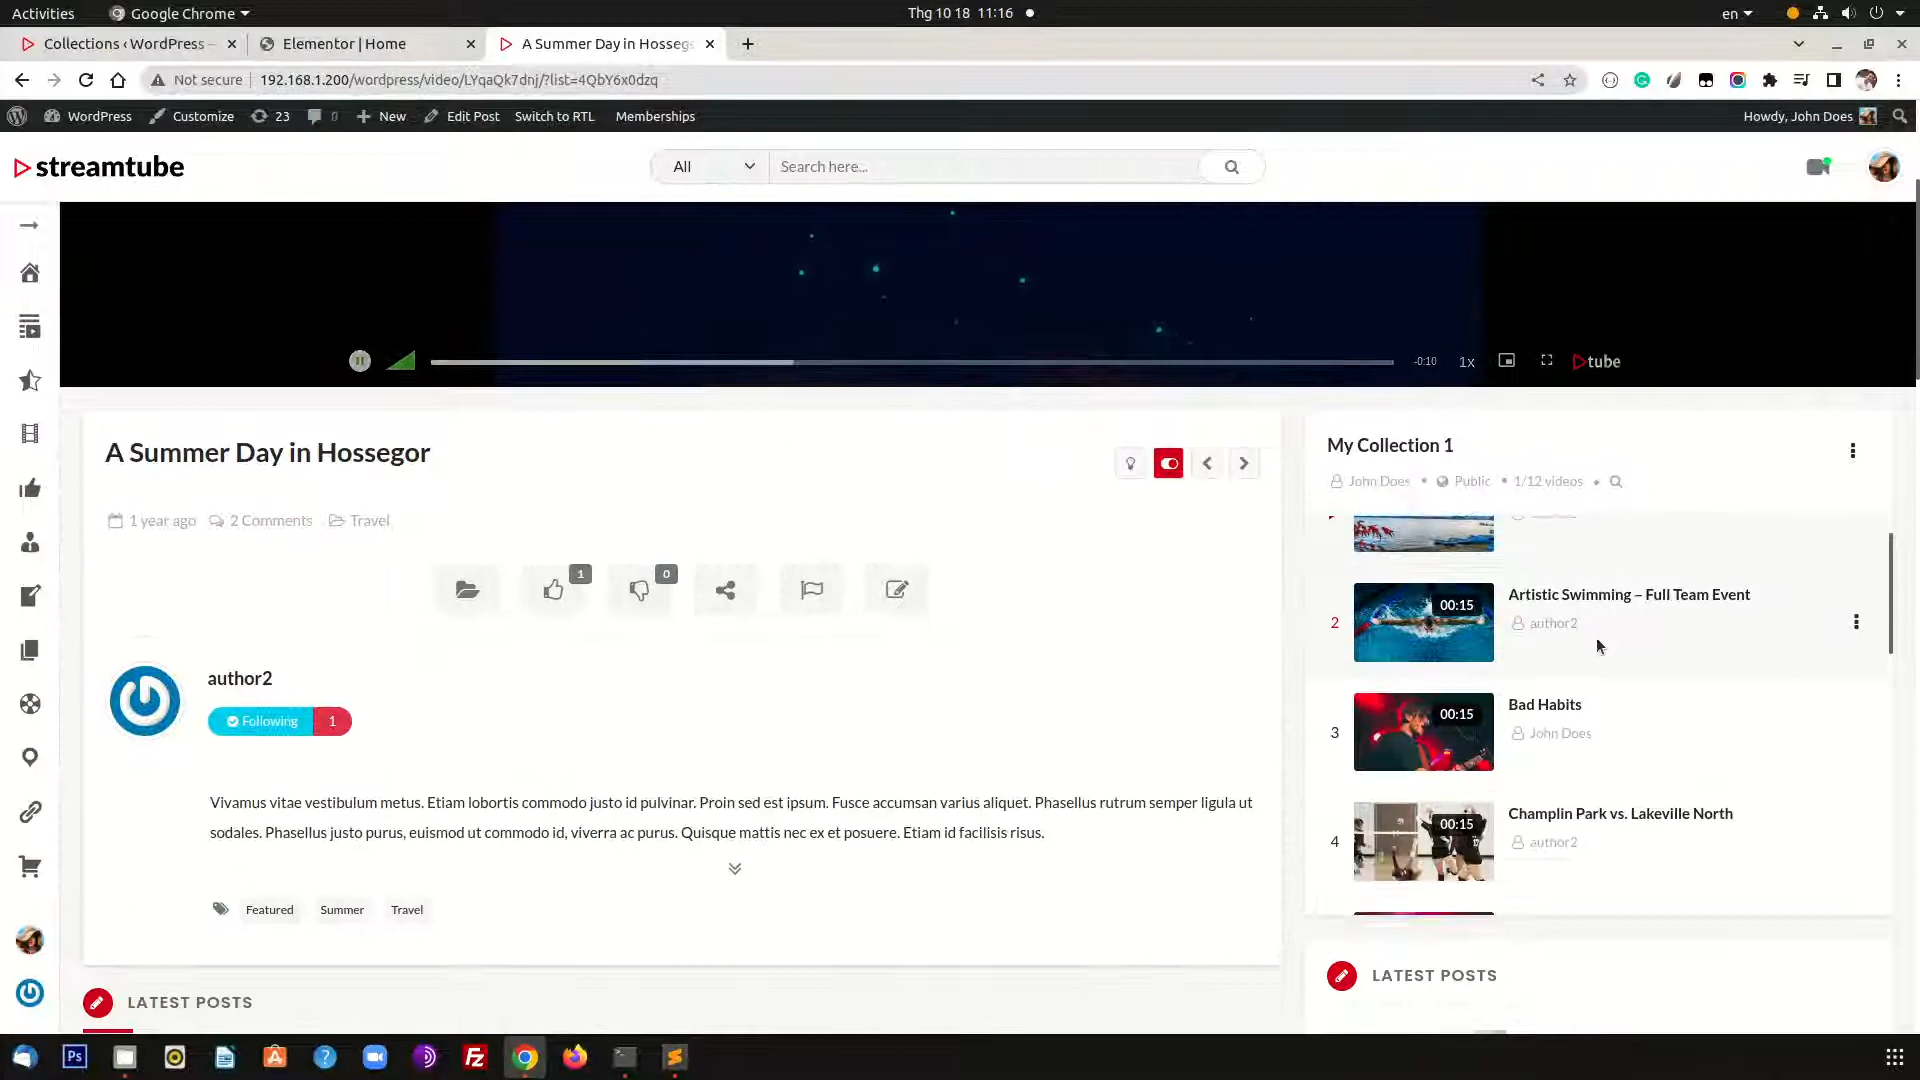 Activities
Google Chrome
Thg 10 18 11:16
en
Collections ‹ WordPress –
Elementor | Home
A Summer Day in Hosseg
Not secure
192.168.1.200/wordpress/video/LYqaQk7dnj/?list=4QbY6x0dzq
WordPress
Customize
23
0
New
Edit Post
Switch to RTL
Memberships
Howdy, John Does
streamtube
All
Search here...
-0:10
1x
tube
A Summer Day in Hossegor
1 year ago
2 Comments
Travel
1
0
author2
Following
1
Vivamus vitae vestibulum metus. Etiam lobortis commodo justo id pulvinar. Proin sed est ipsum. Fusce accumsan varius aliquet. Phasellus rutrum semper ligula ut
sodales. Phasellus justo purus, euismod ut commodo id, viverra ac purus. Quisque mattis nec ex et posuere. Etiam id facilisis risus.
Featured
Summer
Travel
LATEST POSTS
My Collection 1
John Does • Public • 1/12 videos •
2
00:15
Artistic Swimming – Full Team Event
author2
3
00:15
Bad Habits
John Does
4
00:15
Champlin Park vs. Lakeville North
author2
LATEST POSTS
Ps
A
?
Fz